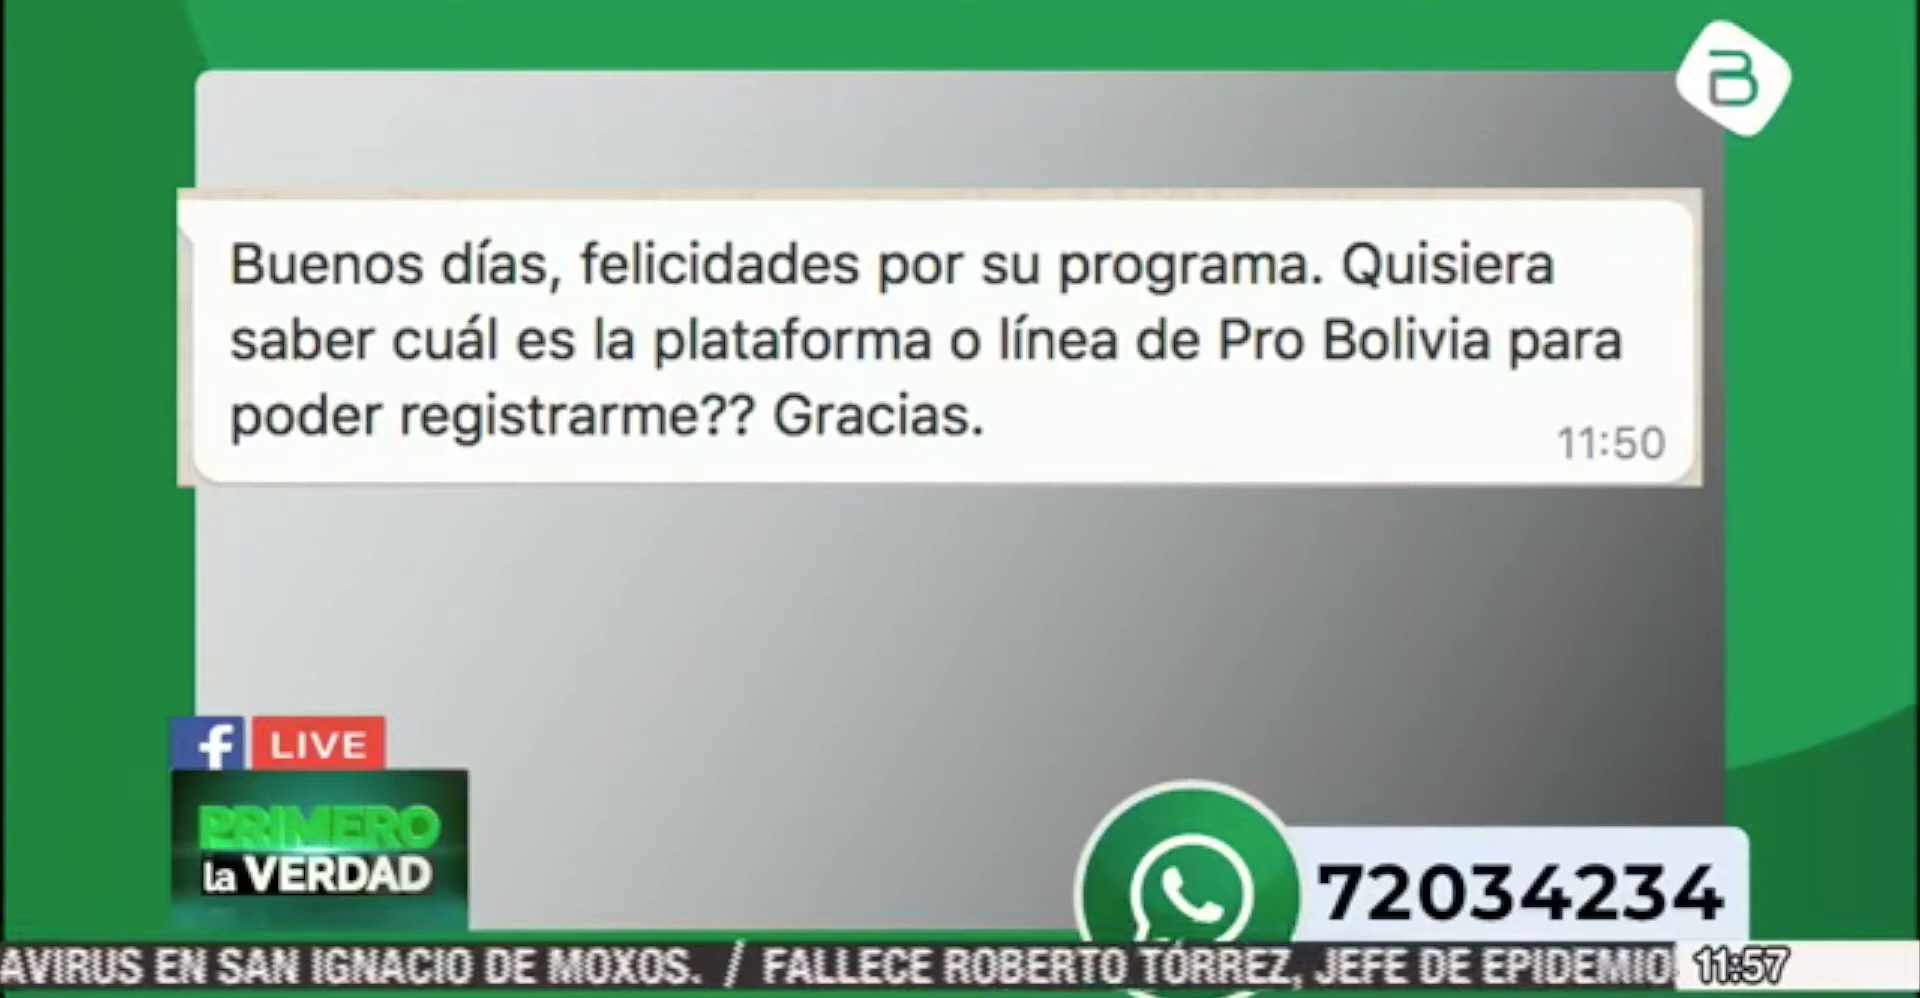 B
Buenos días, felicidades por su programa. Quisiera
saber cuál es la plataforma o línea de Pro Bolivia para
poder registrarme?? Gracias.
11:50
f LIVE
PRIMERO
la VERDAD
72034234
AVIRUS EN SAN IGNACIO DE MOXOS. / FALLECE ROBERTO TÓRREZ, JEFE DE EPIDEMIO 11:57